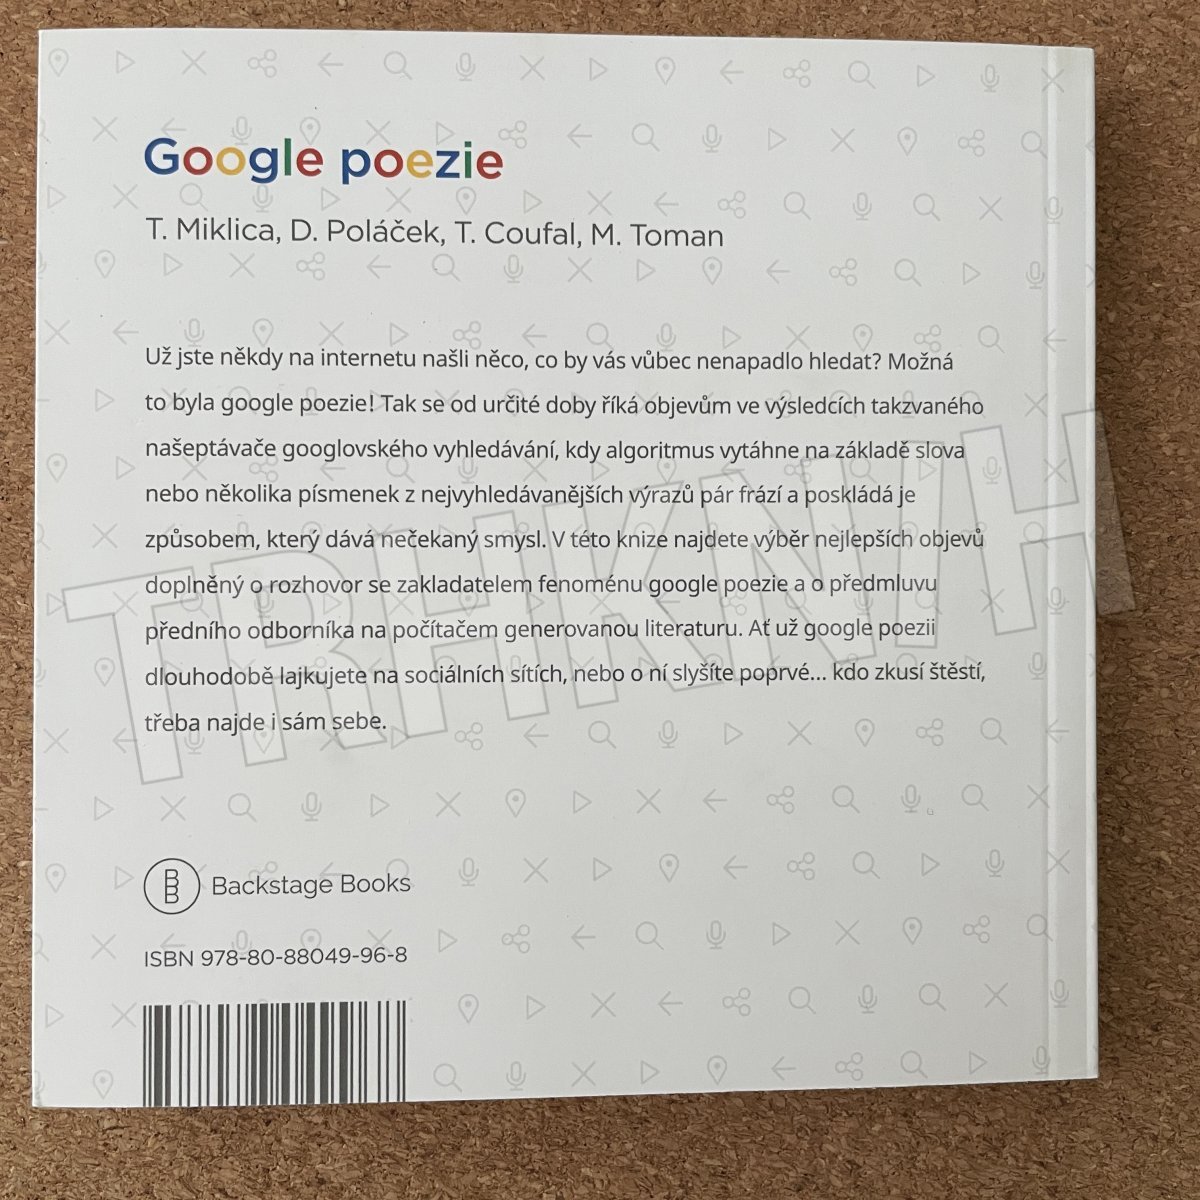 Google poezie
T. Miklica, D. Poláček, T. Coufal, M. Toman
Už jste někdy na internetu našli něco, co by vás vůbec nenapadlo hledat? Možná
to byla google poezie! Tak se od určité doby říká objevům ve výsledcích takzvaného
našeptávače googlovského vyhledávání, kdy algoritmus vytáhne na základě slova
nebo několika písmenek z nejvyhledávanějších výrazů pár frází a poskládá je
způsobem, který dává nečekaný smysl. V této knize najdete výběr nejlepších objevů
doplněný o rozhovor se zakladatelem fenoménu google poezie a o předmluvu
předního odborníka na počítačem generovanou literaturu. Ať už google poezii
dlouhodobě lajkujete na sociálních sítích, nebo o ní slyšíte poprvé... kdo zkusí štěstí,
třeba najde i sám sebe.
TRHKNIH
Backstage Books
ISBN 978-80-88049-96-8